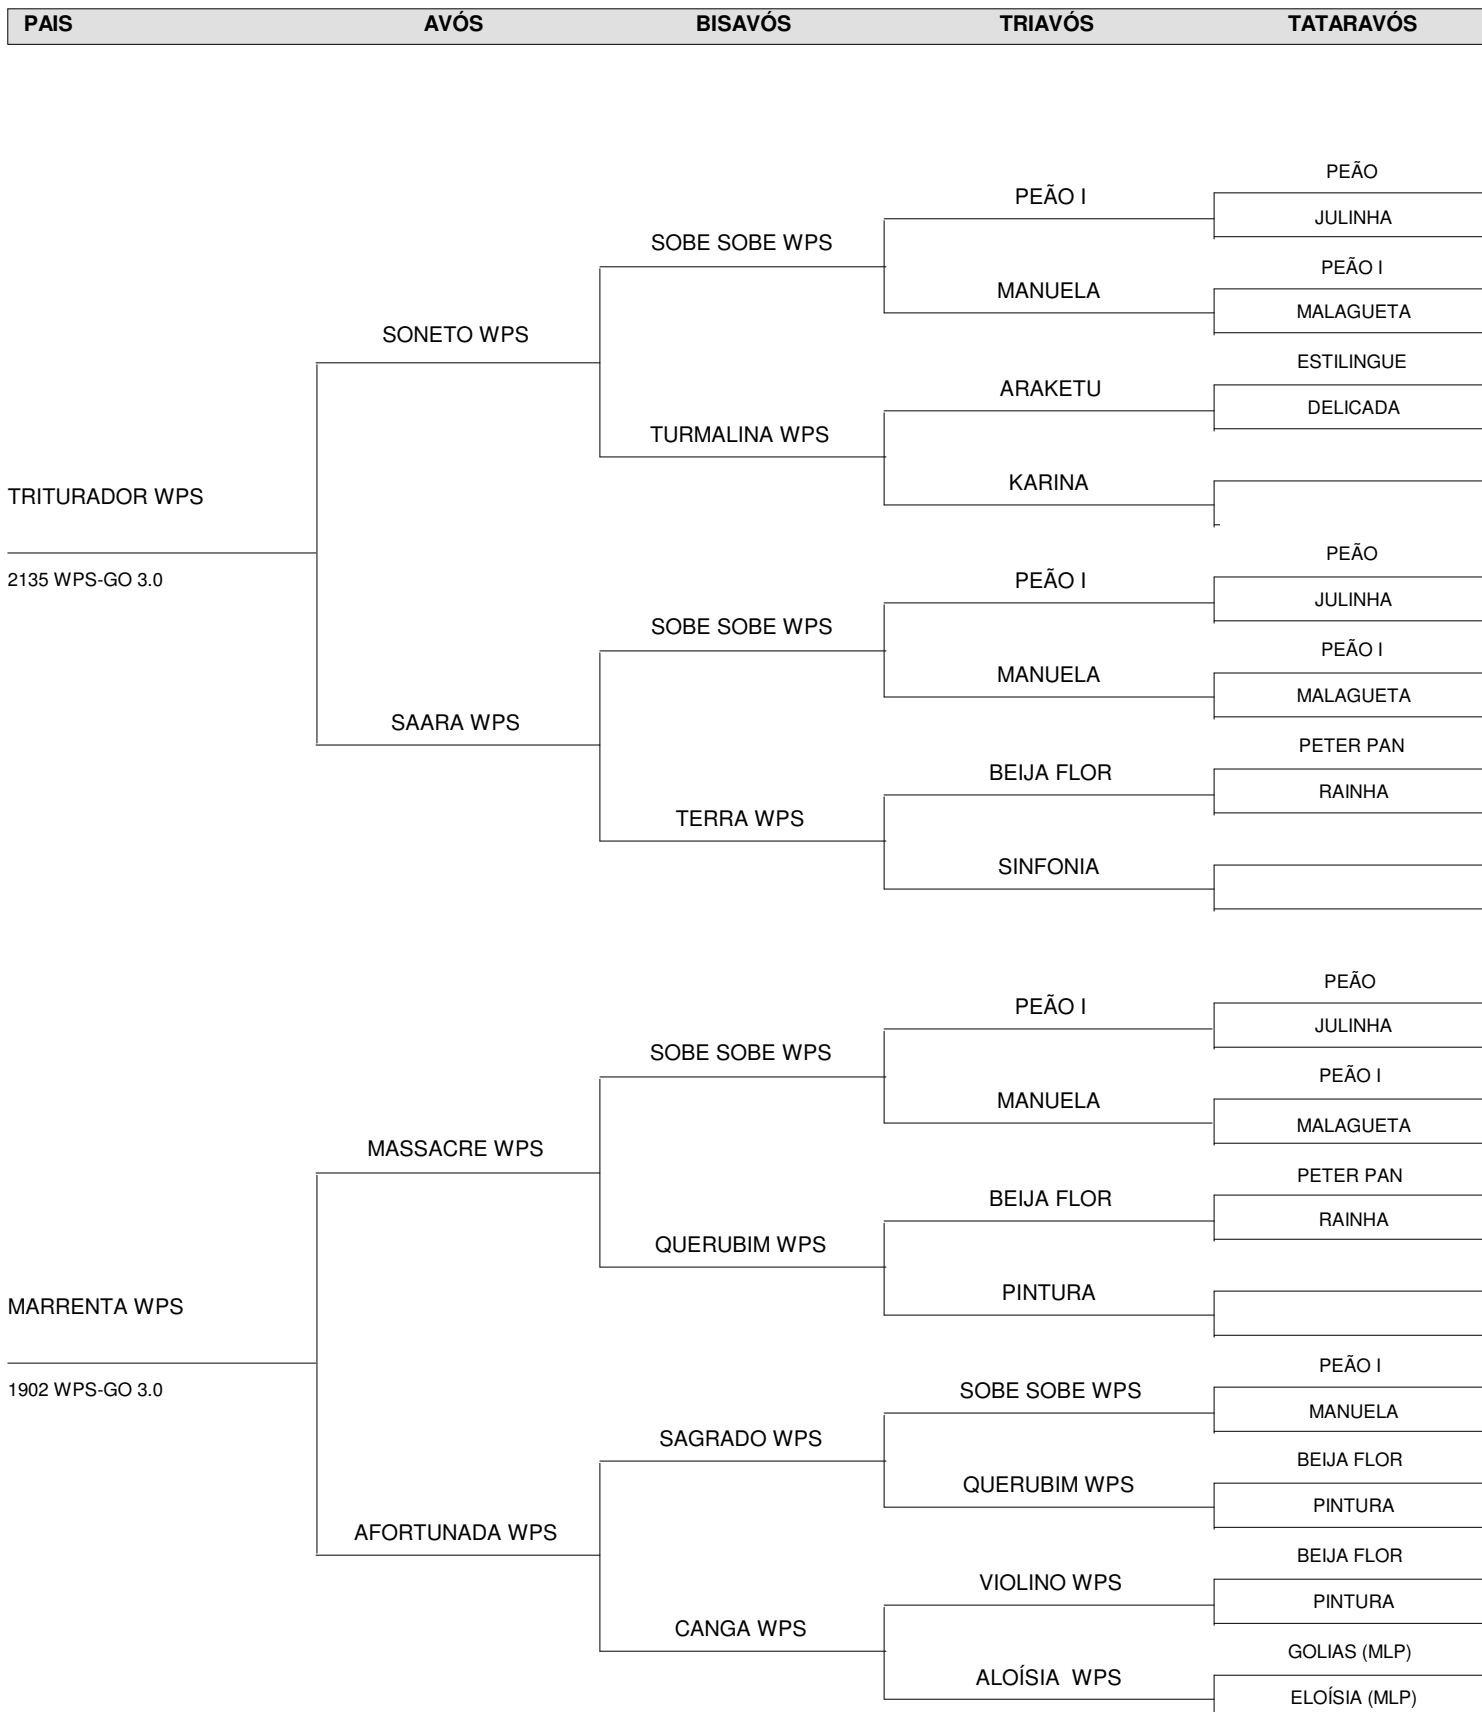 PAIS AVÓS BISAVÓS TRIAVÓS TATARAVÓS
PEÃO
PEÃO I
JULINHA
SOBE SOBE WPS
PEÃO I
MANUELA
MALAGUETA
SONETO WPS
ESTILINGUE
ARAKETU
DELICADA
TURMALINA WPS
KARINA
TRITURADOR WPS
PEÃO
2135 WPS-GO 3.0
PEÃO I
JULINHA
SOBE SOBE WPS
PEÃO I
MANUELA
MALAGUETA
SAARA WPS
PETER PAN
BEIJA FLOR
RAINHA
TERRA WPS
SINFONIA
PEÃO
PEÃO I
JULINHA
SOBE SOBE WPS
PEÃO I
MANUELA
MALAGUETA
MASSACRE WPS
PETER PAN
BEIJA FLOR
RAINHA
QUERUBIM WPS
PINTURA
MARRENTA WPS
PEÃO I
1902 WPS-GO 3.0
SOBE SOBE WPS
MANUELA
SAGRADO WPS
BEIJA FLOR
QUERUBIM WPS
PINTURA
AFORTUNADA WPS
BEIJA FLOR
VIOLINO WPS
PINTURA
CANGA WPS
GOLIAS (MLP)
ALOÍSIA WPS
ELOÍSIA (MLP)